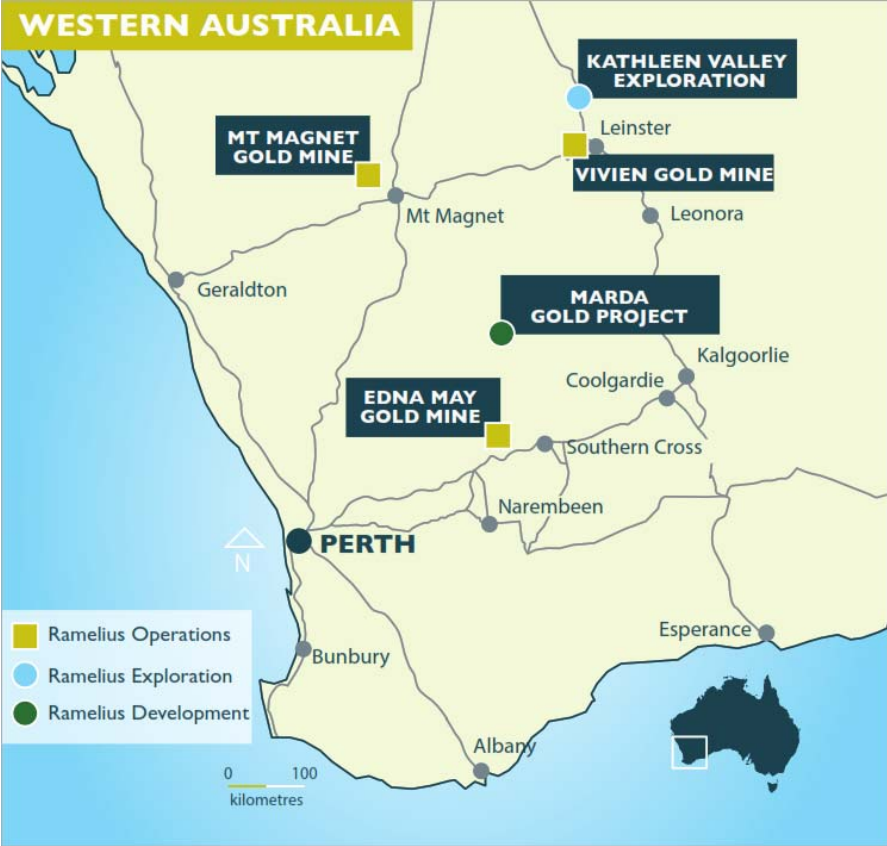 WESTERN AUSTRALIA
KATHLEEN VALLEY
EXPLORATION
MT MAGNET
GOLD MINE
Leinster
VIVIEN GOLD MINE
Mt Magnet
Leonora
Geraldton
MARDA
GOLD PROJECT
Kalgoorlie
Coolgardie
EDNA MAY
GOLD MINE
Southern Cross
Narembeen
PERTH
N
Ramelius Operations
Ramelius Exploration
Ramelius Development
Esperance
Bunbury
Albany
0 100
kilometres